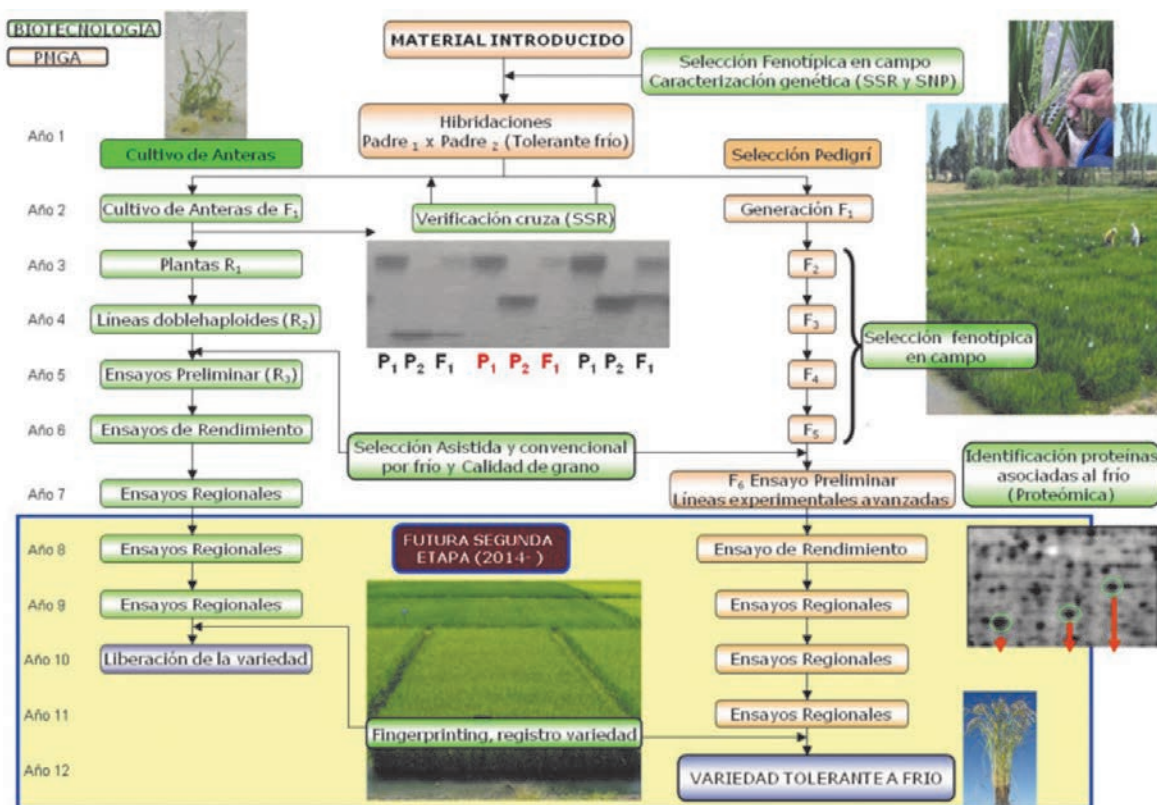 BIOTECNOLOGÍA
PMGA
MATERIAL INTRODUCIDO
Selección Fenotípica en campo
Caracterización genética (SSR y SNP)
Año 1
Hibridaciones
Padre 1 x Padre 2 (Tolerante frío)
Cultivo de Anteras
Selección Pedigrí
Año 2
Cultivo de Anteras de F1
Verificación cruza (SSR)
Generación F1
Año 3
Plantas R1
F2
Año 4
Líneas doblehaploides (R2)
F3
Selección fenotípica
en campo
P1 P2 F1 P1 P2 F1 P1 P2 F1
Año 5
Ensayos Preliminar (R3)
F4
Año 6
Ensayos de Rendimiento
F5
Selección Asistida y convencional
por frío y Calidad de grano
Identificación proteínas
asociadas al frío
(Proteómica)
Año 7
Ensayos Regionales
F6 Ensayo Preliminar
Líneas experimentales avanzadas
FUTURA SEGUNDA
ETAPA (2014- )
Año 8
Ensayos Regionales
Ensayo de Rendimiento
Año 9
Ensayos Regionales
Ensayos Regionales
Año 10
Liberación de la variedad
Ensayos Regionales
Año 11
Ensayos Regionales
Fingerprinting, registro variedad
Año 12
VARIEDAD TOLERANTE A FRIO